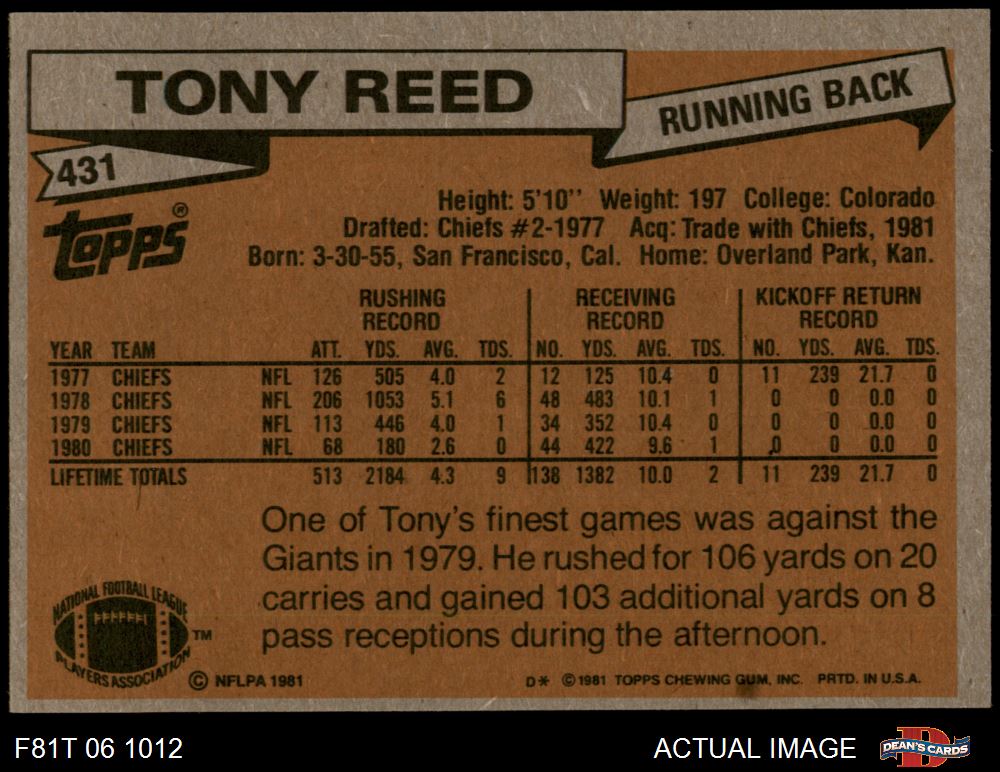 TONY REED
RUNNING BACK
431
Topps®
Height: 5'10'' Weight: 197 College: Colorado
Drafted: Chiefs #2-1977 Acq: Trade with Chiefs, 1981
Born: 3-30-55, San Francisco, Cal. Home: Overland Park, Kan.
RUSHING RECORD RECEIVING RECORD KICKOFF RETURN RECORD
YEAR TEAM ATT. YDS. AVG. TDS. NO. YDS. AVG. TDS. NO. YDS. AVG. TDS.
1977 CHIEFS NFL 126 505 4.0 2 12 125 10.4 0 11 239 21.7 0
1978 CHIEFS NFL 206 1053 5.1 6 48 483 10.1 1 0 0 0.0 0
1979 CHIEFS NFL 113 446 4.0 1 34 352 10.4 0 0 0 0.0 0
1980 CHIEFS NFL 68 180 2.6 0 44 422 9.6 1 0 0 0.0 0
LIFETIME TOTALS 513 2184 4.3 9 138 1382 10.0 2 11 239 21.7 0
One of Tony's finest games was against the
Giants in 1979. He rushed for 106 yards on 20
carries and gained 103 additional yards on 8
pass receptions during the afternoon.
NATIONAL FOOTBALL LEAGUE
PLAYERS ASSOCIATION
TM
© NFLPA 1981
D* © 1981 TOPPS CHEWING GUM, INC. PRTD. IN U.S.A.
F81T 06 1012
ACTUAL IMAGE
D
DEAN'S CARDS